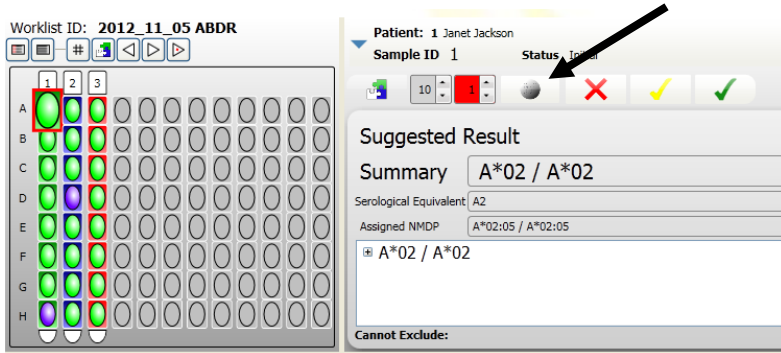 Worklist ID: 2012_11_05 ABDR
#
1 2 3
A
B
C
D
E
F
G
H
Patient: 1 Janet Jackson
Sample ID 1 Status
10 1
Suggested Result
Summary A*02 / A*02
Serological Equivalent A2
Assigned NMDP A*02:05 / A*02:05
A*02 / A*02
Cannot Exclude: